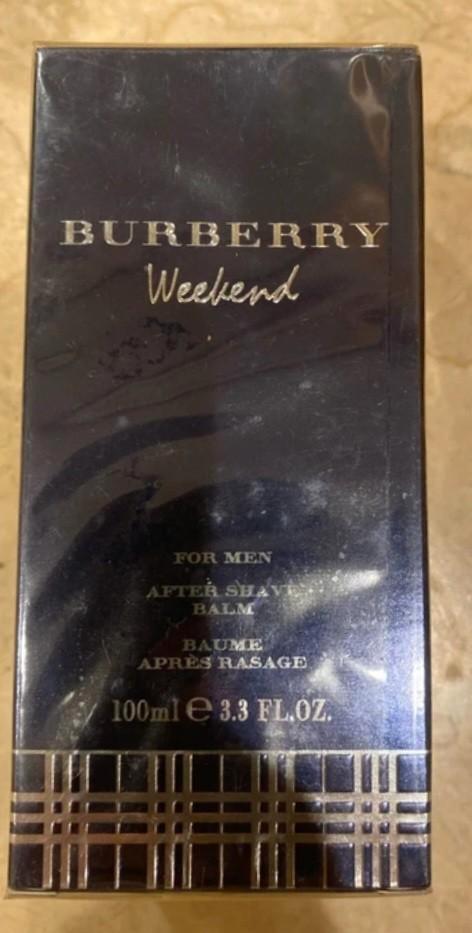 BURBERRY
Weekend
FOR MEN
AFTER SHAVE
BALM
BAUME
APRÈS RASAGE
100ml e 3.3 FL.OZ.